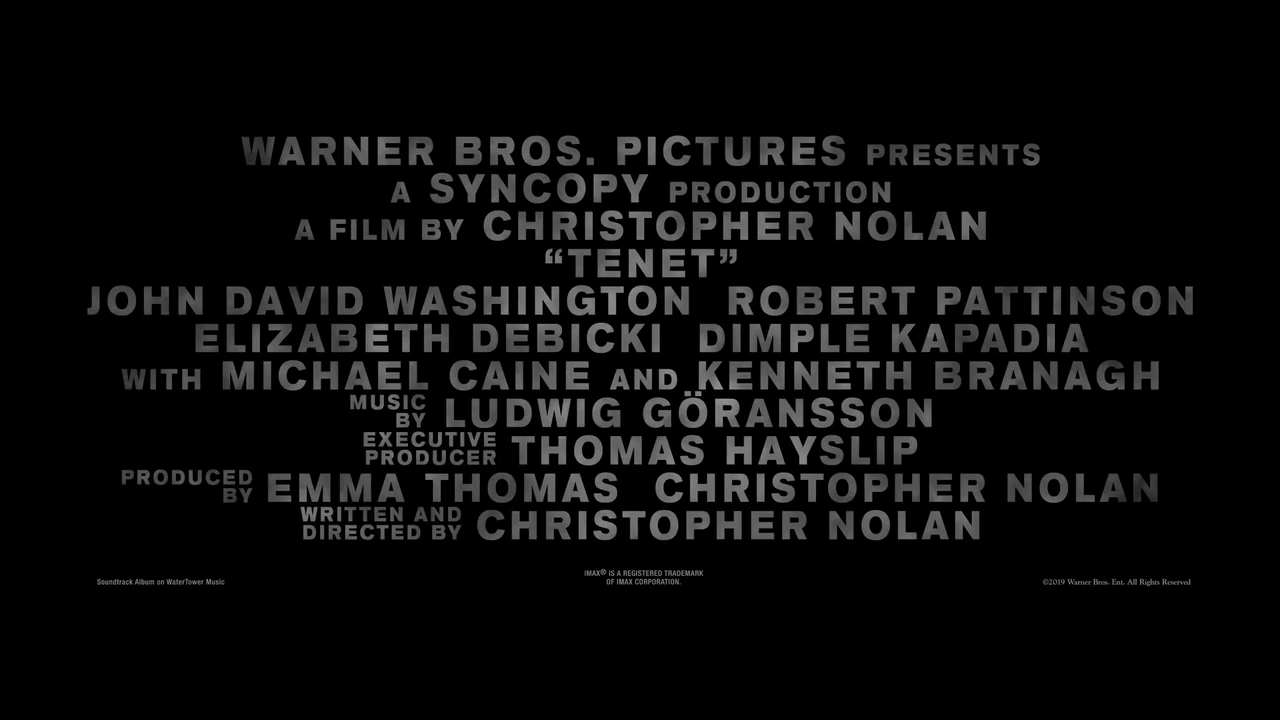 WARNER BROS. PICTURES PRESENTS
A SYNCOPY PRODUCTION
A FILM BY CHRISTOPHER NOLAN
“TENET”
JOHN DAVID WASHINGTON ROBERT PATTINSON
ELIZABETH DEBICKI DIMPLE KAPADIA
WITH MICHAEL CAINE AND KENNETH BRANAGH
MUSIC BY LUDWIG GÖRANSSON
EXECUTIVE PRODUCER THOMAS HAYSLIP
PRODUCED BY EMMA THOMAS CHRISTOPHER NOLAN
WRITTEN AND DIRECTED BY CHRISTOPHER NOLAN
Soundtrack Album on WaterTower Music
IMAX® IS A REGISTERED TRADEMARK
OF IMAX CORPORATION.
©2019 Warner Bros. Ent. All Rights Reserved